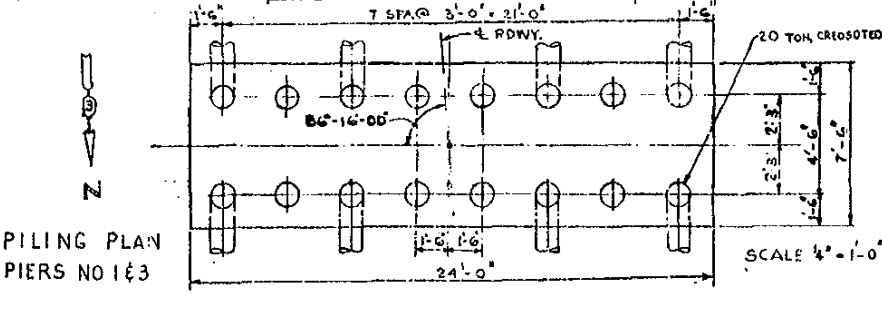 1'-6"
7 SPA.@ 3'-0" = 21'-0"
1'-6"
℄ RDWY.
20 TON, CREOSOTED
86°-16'-00"
1'-6"
2'-3"
4'-6"
7'-6"
2'-3"
1'-6"
N
PILING PLAN
PIERS NO 1&3
1'-6" 1'-6"
24'-0"
SCALE ¼" = 1'-0"